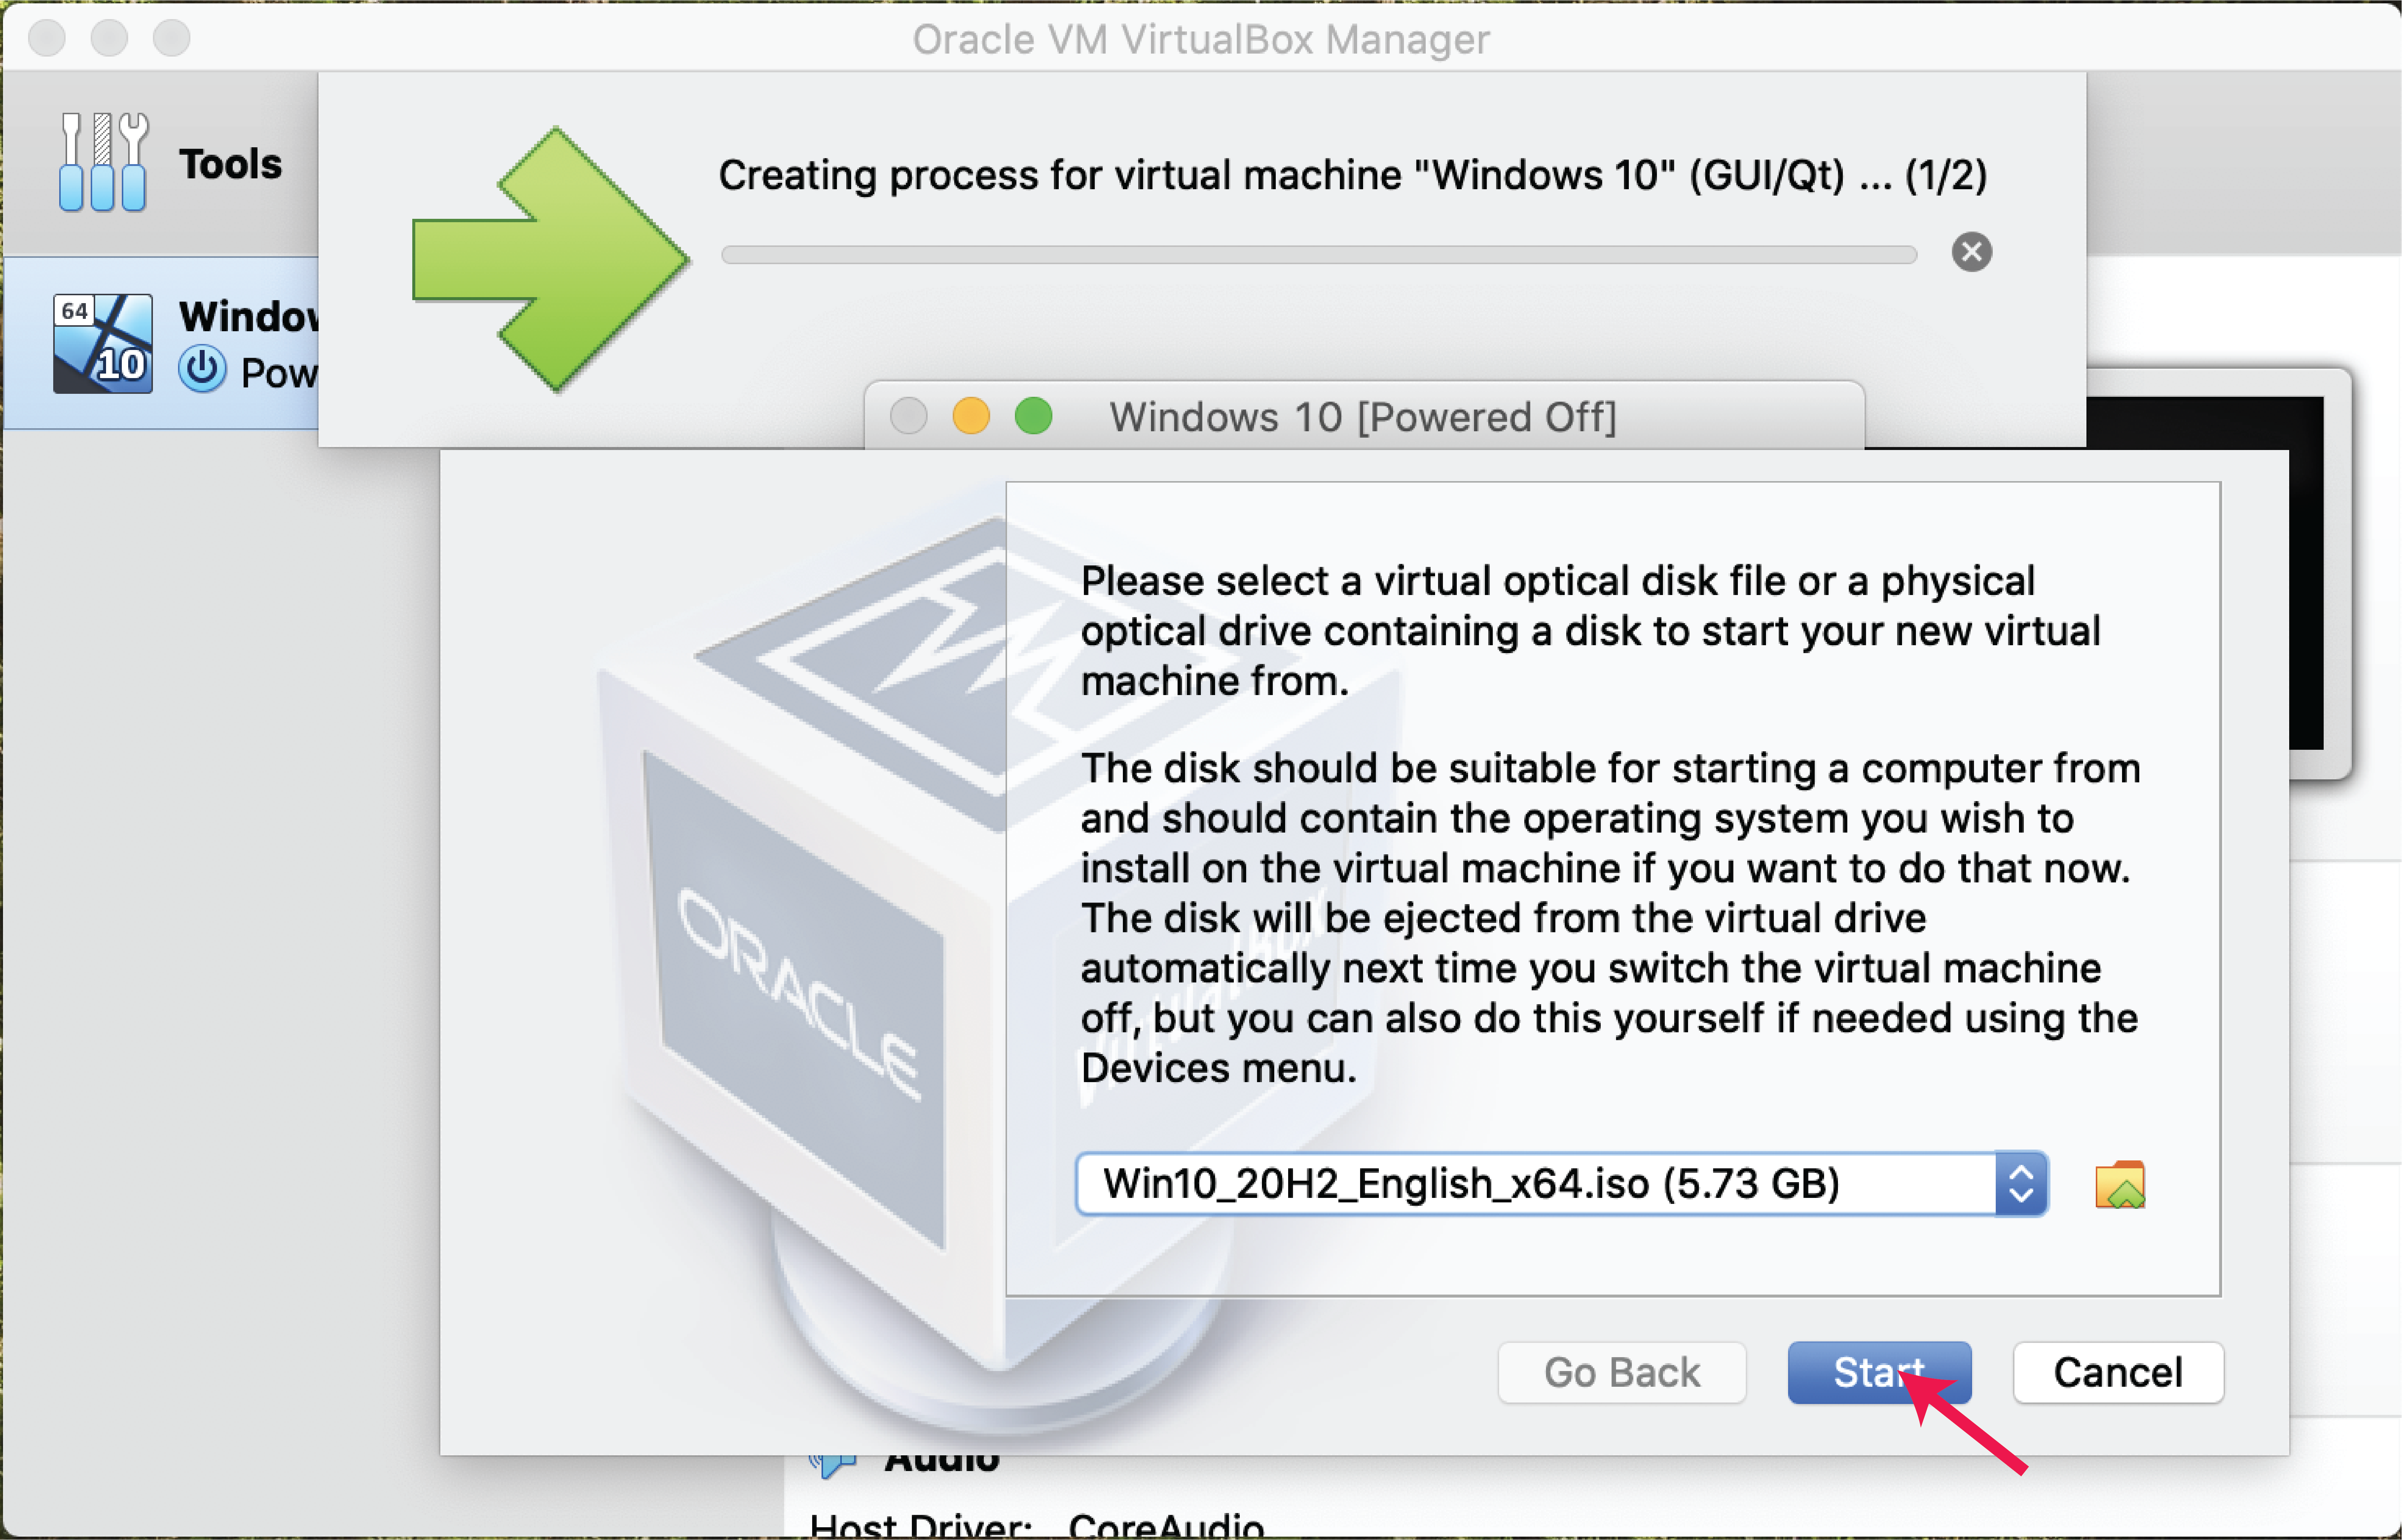 Oracle VM VirtualBox Manager
Tools
Creating process for virtual machine "Windows 10" (GUI/Qt) ... (1/2)
64
10
Window
Pow
Windows 10 [Powered Off]
Please select a virtual optical disk file or a physical
optical drive containing a disk to start your new virtual
machine from.
The disk should be suitable for starting a computer from
and should contain the operating system you wish to
install on the virtual machine if you want to do that now.
The disk will be ejected from the virtual drive
automatically next time you switch the virtual machine
off, but you can also do this yourself if needed using the
Devices menu.
ORACLE
VirtualBox
Win10_20H2_English_x64.iso (5.73 GB)
Go Back
Start
Cancel
Audio
Host Driver: CoreAudio